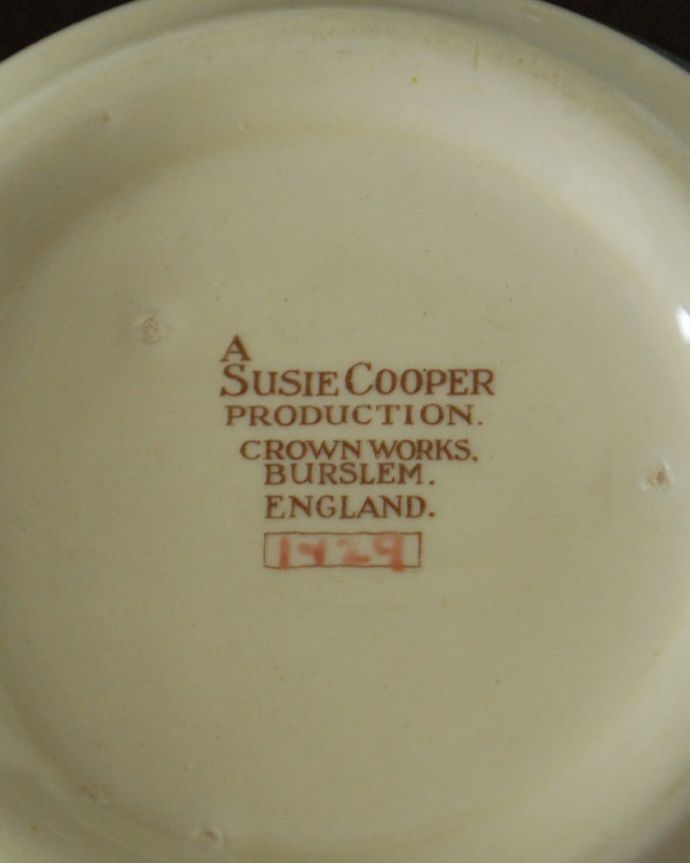 A
SUSIE COOPER
PRODUCTION.
CROWN WORKS,
BURSLEM.
ENGLAND.
1429